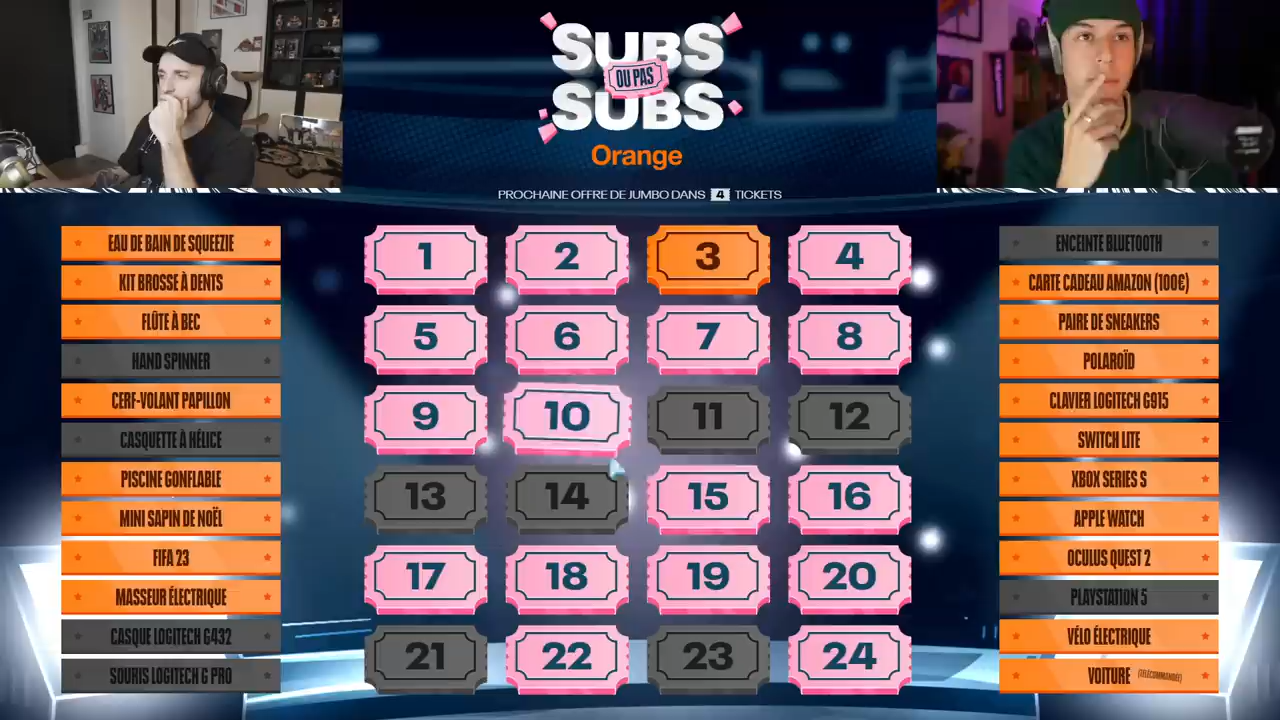 SUBS
OU PAS
SUBS
Orange
PROCHAINE OFFRE DE JUMBO DANS 4 TICKETS
EAU DE BAIN DE SQUEEZIE
KIT BROSSE À DENTS
FLÛTE À BEC
HAND SPINNER
CERF-VOLANT PAPILLON
CASQUETTE À HÉLICE
PISCINE GONFLABLE
MINI SAPIN DE NOËL
FIFA 23
MASSEUR ÉLECTRIQUE
CASQUE LOGITECH G432
SOURIS LOGITECH G PRO
1 2 3 4
5 6 7 8
9 10 11 12
13 14 15 16
17 18 19 20
21 22 23 24
ENCEINTE BLUETOOTH
CARTE CADEAU AMAZON (100€)
PAIRE DE SNEAKERS
POLAROÏD
CLAVIER LOGITECH G915
SWITCH LITE
XBOX SERIES S
APPLE WATCH
OCULUS QUEST 2
PLAYSTATION 5
VÉLO ÉLECTRIQUE
VOITURE (TÉLÉCOMMANDÉE)